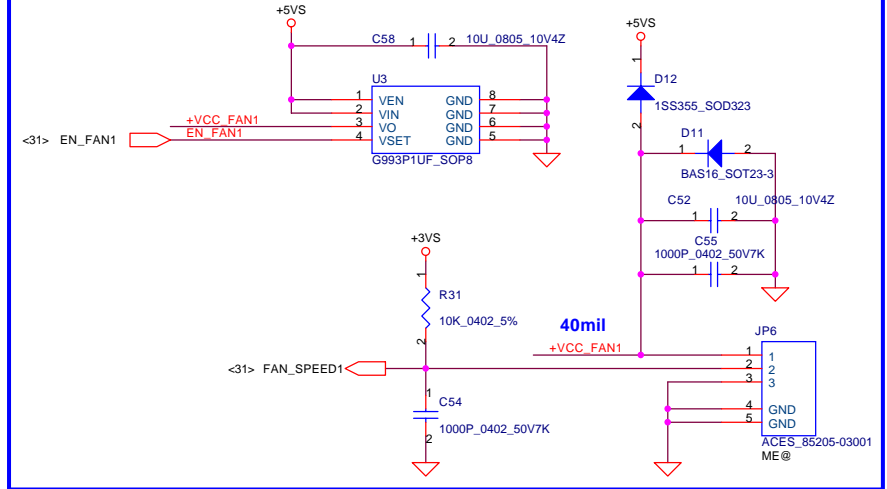 +5VS
C58
1
2
10U_0805_10V4Z
U3
1 VEN GND 8
2 VIN GND 7
+VCC_FAN1 3 VO GND 6
<31> EN_FAN1 EN_FAN1 4 VSET GND 5
G993P1UF_SOP8
+5VS
1
D12
1SS355_SOD323
2
D11
1
2
BAS16_SOT23-3
C52
10U_0805_10V4Z
1
2
C55
1000P_0402_50V7K
1
2
+3VS
1
R31
10K_0402_5%
2
40mil
+VCC_FAN1
<31> FAN_SPEED1
1
C54
1000P_0402_50V7K
2
JP6
1 1
2 2
3 3
4 GND
5 GND
ACES_85205-03001
ME@